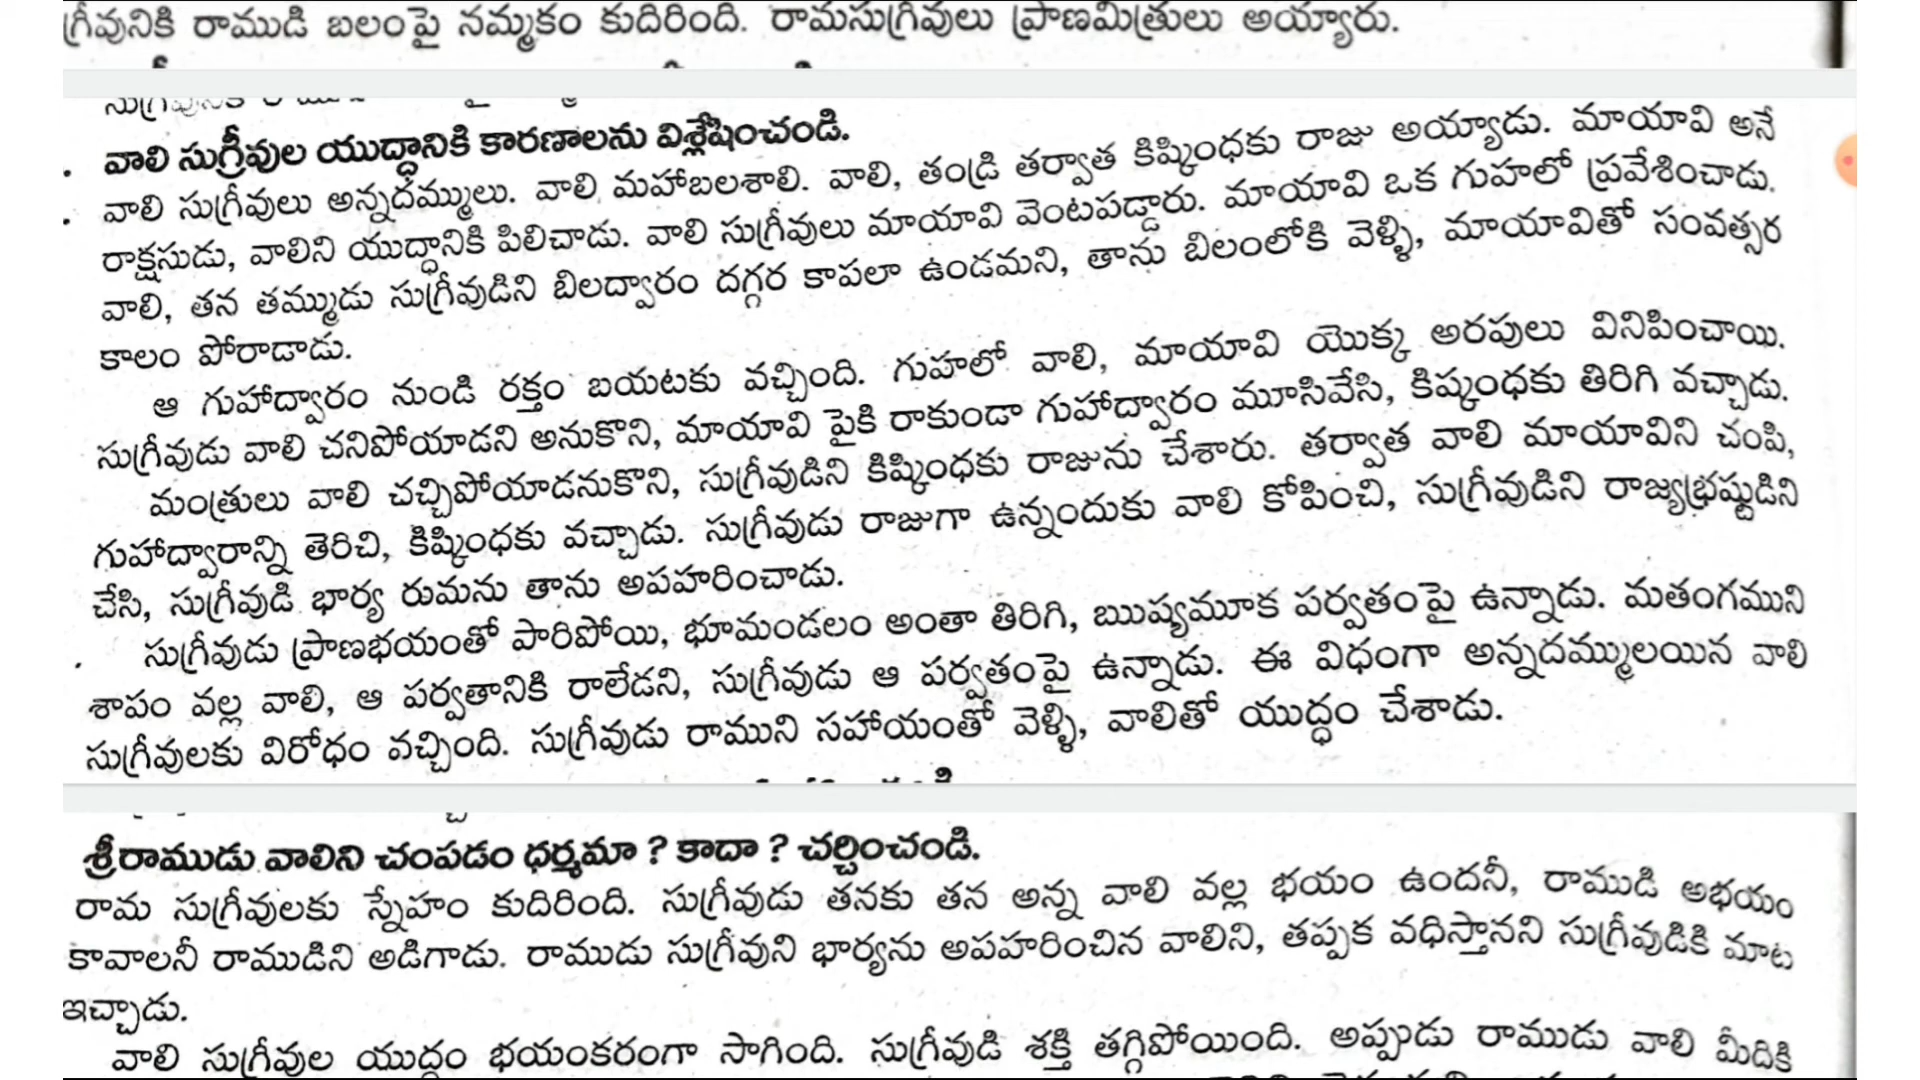 గ్రీవునికి రాముడి బలంపై నమ్మకం కుదిరింది. రామసుగ్రీవులు ప్రాణమిత్రులు అయ్యారు.
వాలి సుగ్రీవుల యుద్ధానికి కారణాలను విశ్లేషించండి.
వాలి సుగ్రీవులు అన్నదమ్ములు. వాలి మహాబలశాలి. వాలి, తండ్రి తర్వాత కిష్కింధకు రాజు అయ్యాడు. మాయావి అనే
రాక్షసుడు, వాలిని యుద్ధానికి పిలిచాడు. వాలి సుగ్రీవులు మాయావి వెంటపడ్డారు. మాయావి ఒక గుహలో ప్రవేశించాడు.
వాలి, తన తమ్ముడు సుగ్రీవుడిని బిలద్వారం దగ్గర కాపలా ఉండమని, తాను బిలంలోకి వెళ్ళి, మాయావితో సంవత్సర
కాలం పోరాడాడు.
ఆ గుహాద్వారం నుండి రక్తం బయటకు వచ్చింది. గుహలో వాలి, మాయావి యొక్క అరపులు వినిపించాయి.
సుగ్రీవుడు వాలి చనిపోయాడని అనుకొని, మాయావి పైకి రాకుండా గుహాద్వారం మూసివేసి, కిష్కంధకు తిరిగి వచ్చాడు.
మంత్రులు వాలి చచ్చిపోయాడనుకొని, సుగ్రీవుడిని కిష్కింధకు రాజును చేశారు. తర్వాత వాలి మాయావిని చంపి,
గుహాద్వారాన్ని తెరిచి, కిష్కింధకు వచ్చాడు. సుగ్రీవుడు రాజుగా ఉన్నందుకు వాలి కోపించి, సుగ్రీవుడిని రాజ్యభ్రష్టుడిని
చేసి, సుగ్రీవుడి భార్య రుమను తాను అపహరించాడు.
సుగ్రీవుడు ప్రాణభయంతో పారిపోయి, భూమండలం అంతా తిరిగి, ఋష్యమూక పర్వతంపై ఉన్నాడు. మతంగముని
శాపం వల్ల వాలి, ఆ పర్వతానికి రాలేడని, సుగ్రీవుడు ఆ పర్వతంపై ఉన్నాడు. ఈ విధంగా అన్నదమ్ములయిన వాలి
సుగ్రీవులకు విరోధం వచ్చింది. సుగ్రీవుడు రాముని సహాయంతో వెళ్ళి, వాలితో యుద్ధం చేశాడు.
శ్రీరాముడు వాలిని చంపడం ధర్మమా ? కాదా ? చర్చించండి.
రామ సుగ్రీవులకు స్నేహం కుదిరింది. సుగ్రీవుడు తనకు తన అన్న వాలి వల్ల భయం ఉందనీ, రాముడి అభయం
కావాలనీ రాముడిని అడిగాడు. రాముడు సుగ్రీవుని భార్యను అపహరించిన వాలిని, తప్పక వధిస్తానని సుగ్రీవుడికి మాట
ఇచ్చాడు.
వాలి సుగ్రీవుల యుద్ధం భయంకరంగా సాగింది. సుగ్రీవుడి శక్తి తగ్గిపోయింది. అప్పుడు రాముడు వాలి మీదికి